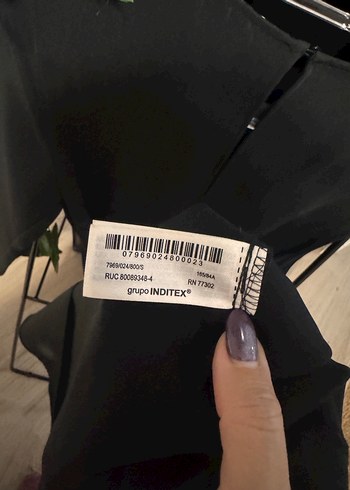 07969024800023
7969/024/800/S
165/84A
RUC 80089348-4
RN 77302
grupo INDITEX®